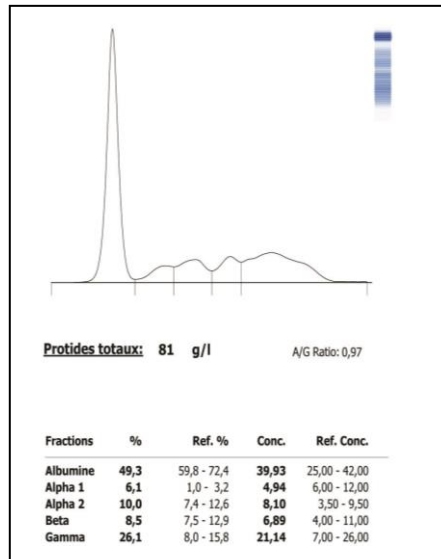 Protides totaux: 81 g/l A/G Ratio: 0,97
Fractions % Ref. % Conc. Ref. Conc.
Albumine 49,3 59,8 - 72,4 39,93 25,00 - 42,00
Alpha 1 6,1 1,0 - 3,2 4,94 6,00 - 12,00
Alpha 2 10,0 7,4 - 12,6 8,10 3,50 - 9,50
Beta 8,5 7,5 - 12,9 6,89 4,00 - 11,00
Gamma 26,1 8,0 - 15,8 21,14 7,00 - 26,00